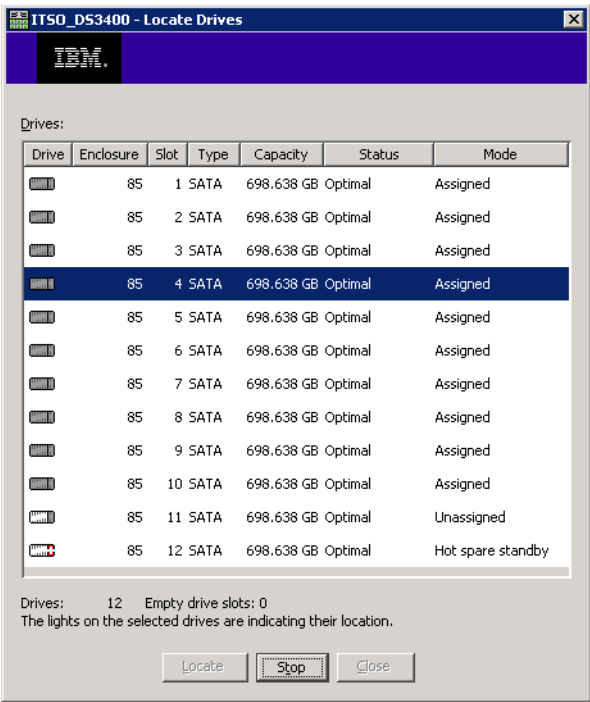 ITSO_DS3400 - Locate Drives
IBM.
Drives:
Drive Enclosure Slot Type Capacity Status Mode
85 1 SATA 698.638 GB Optimal Assigned
85 2 SATA 698.638 GB Optimal Assigned
85 3 SATA 698.638 GB Optimal Assigned
85 4 SATA 698.638 GB Optimal Assigned
85 5 SATA 698.638 GB Optimal Assigned
85 6 SATA 698.638 GB Optimal Assigned
85 7 SATA 698.638 GB Optimal Assigned
85 8 SATA 698.638 GB Optimal Assigned
85 9 SATA 698.638 GB Optimal Assigned
85 10 SATA 698.638 GB Optimal Assigned
85 11 SATA 698.638 GB Optimal Unassigned
85 12 SATA 698.638 GB Optimal Hot spare standby
Drives: 12 Empty drive slots: 0
The lights on the selected drives are indicating their location.
Locate Stop Close